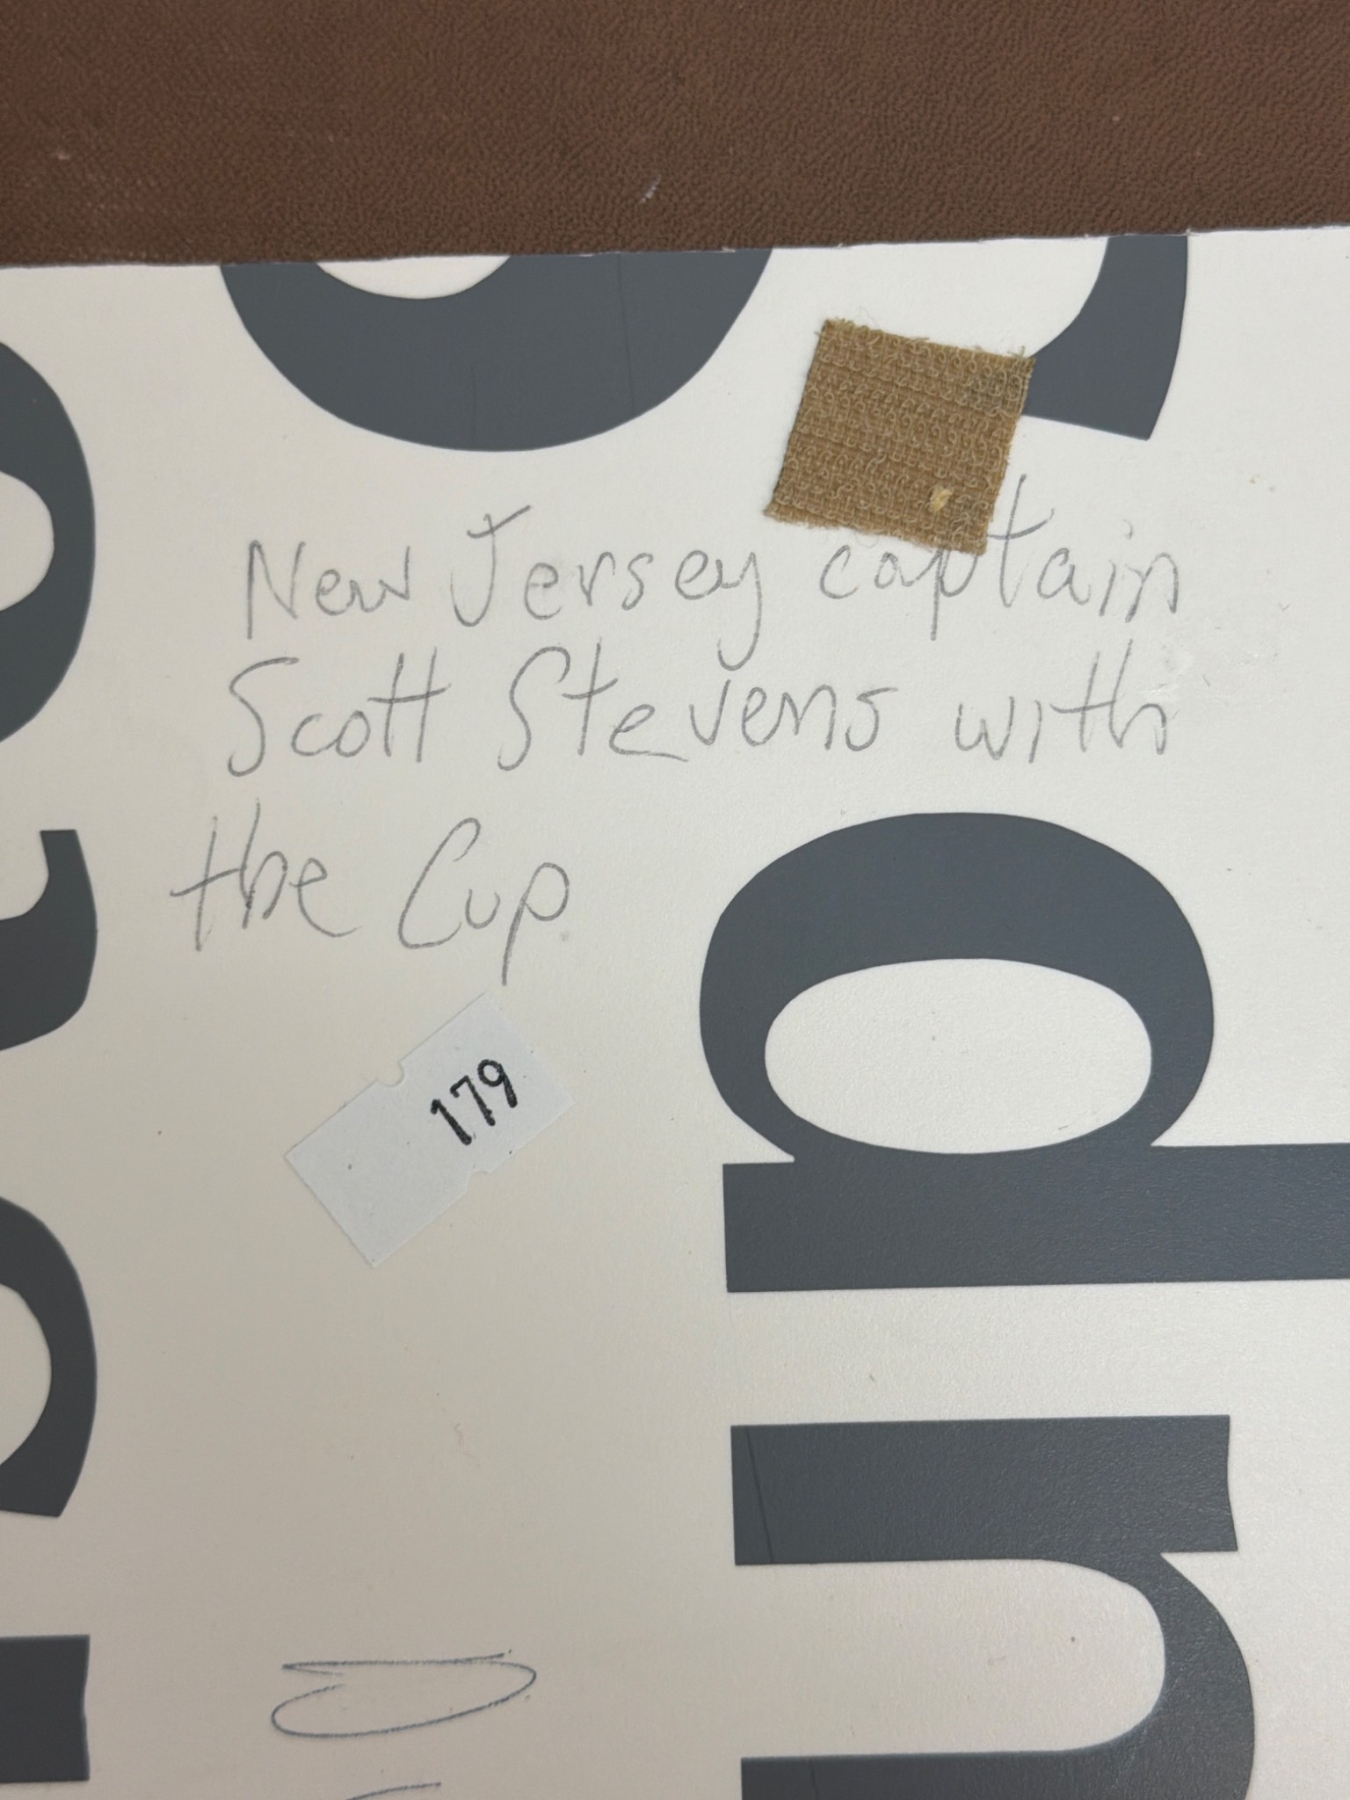 New Jersey captain
Scott Stevens with
the Cup
179